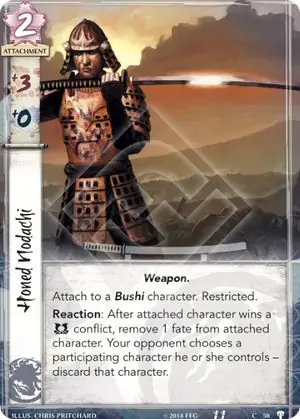 2
ATTACHMENT
+3
+0
Honed Nodachi
Weapon.
Attach to a Bushi character. Restricted.
Reaction: After attached character wins a
conflict, remove 1 fate from attached
character. Your opponent chooses a
participating character he or she controls –
discard that character.
ILLUS. CHRIS PRITCHARD
© 2018 FFG
11
C